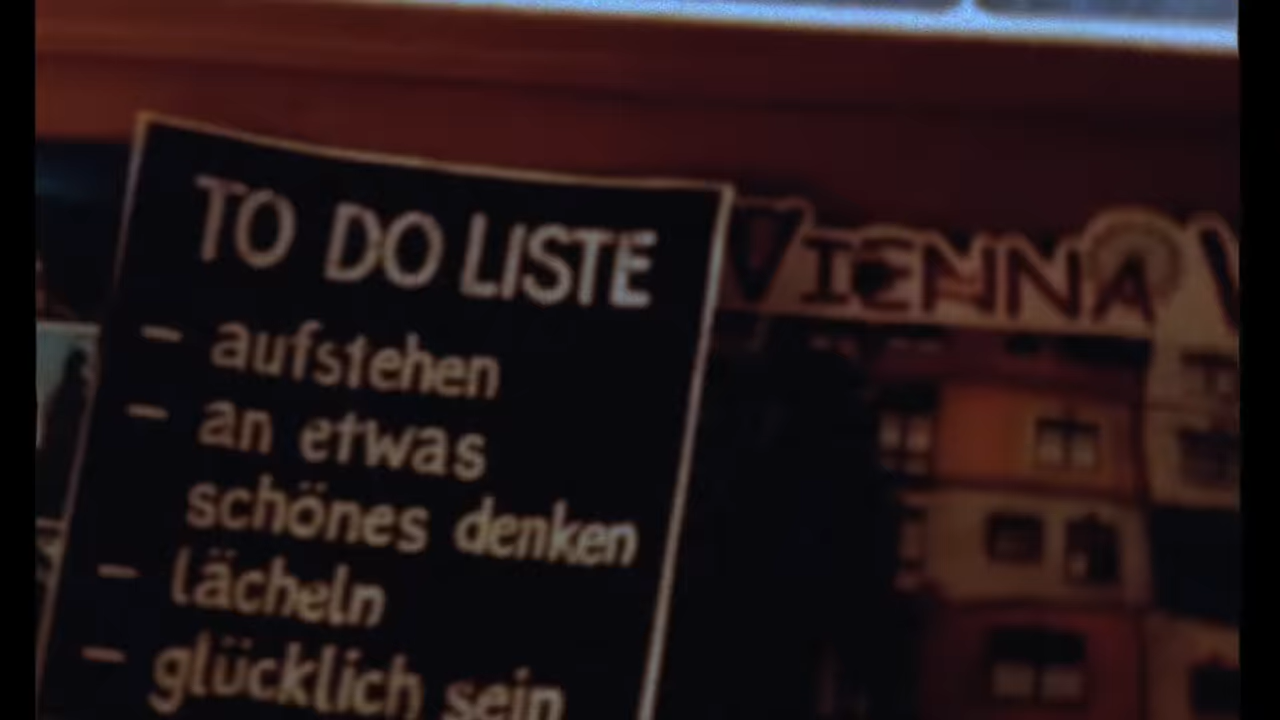 TO DO LISTE
- aufstehen
- an etwas
schönes denken
- lächeln
- glücklich sein
VIENNA